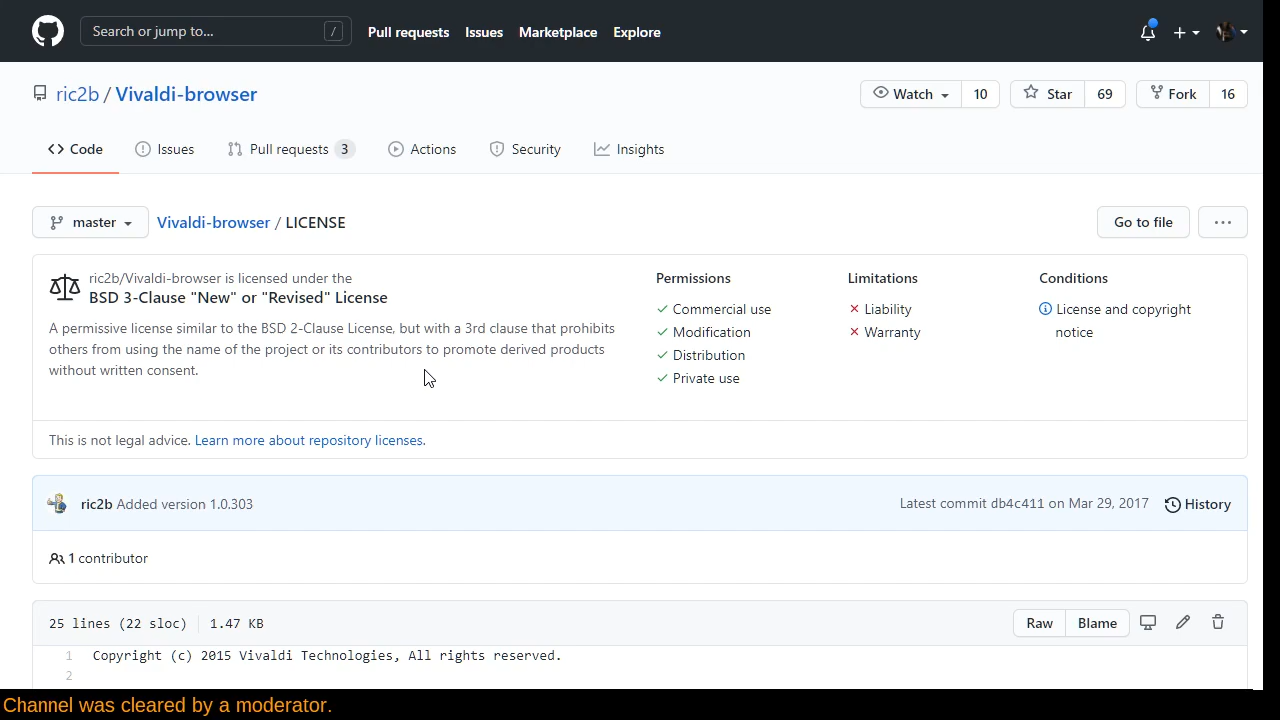 Search or jump to... /
Pull requests Issues Marketplace Explore
ric2b / Vivaldi-browser
Watch 10 Star 69 Fork 16
<> Code Issues Pull requests 3 Actions Security Insights
master Vivaldi-browser / LICENSE Go to file ...
ric2b/Vivaldi-browser is licensed under the
BSD 3-Clause "New" or "Revised" License
A permissive license similar to the BSD 2-Clause License, but with a 3rd clause that prohibits
others from using the name of the project or its contributors to promote derived products
without written consent.
Permissions
Commercial use
Modification
Distribution
Private use
Limitations
Liability
Warranty
Conditions
License and copyright
notice
This is not legal advice. Learn more about repository licenses.
ric2b Added version 1.0.303 Latest commit db4c411 on Mar 29, 2017 History
1 contributor
25 lines (22 sloc) 1.47 KB Raw Blame
1 Copyright (c) 2015 Vivaldi Technologies, All rights reserved.
2
Channel was cleared by a moderator.